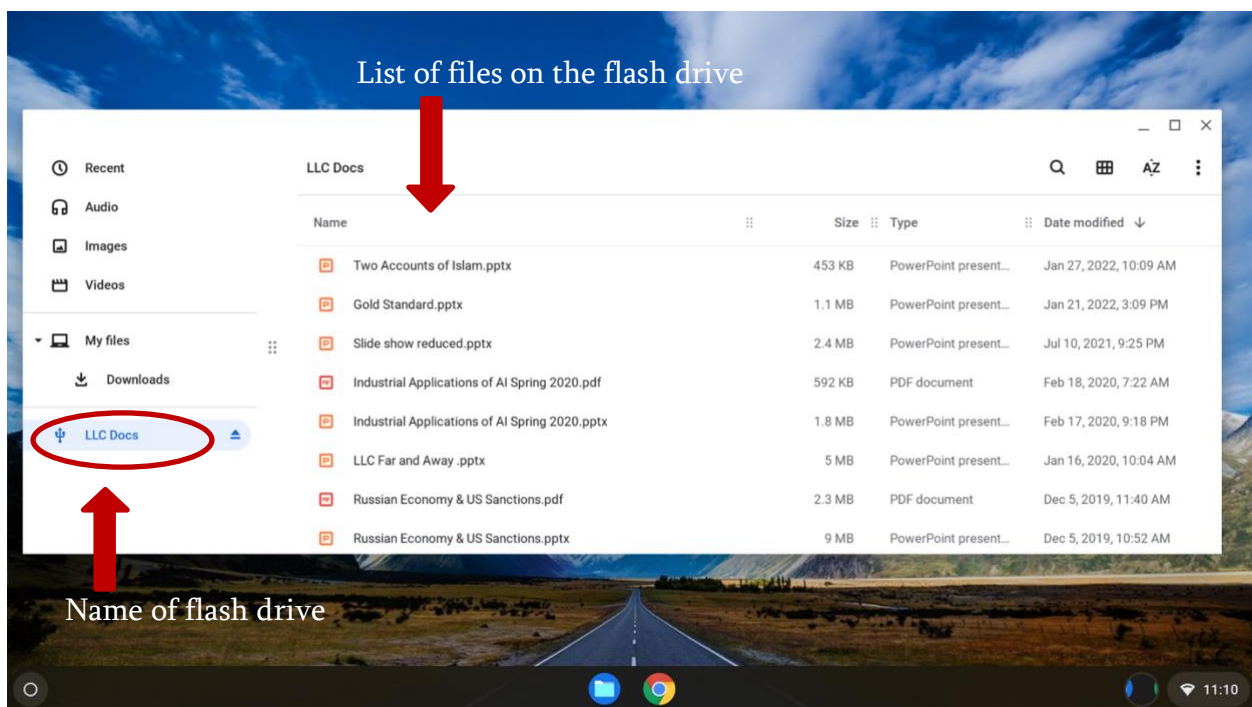 List of files on the flash drive
Recent
Audio
Images
Videos
My files
Downloads
LLC Docs
LLC Docs
AZ
Name Size Type Date modified
Two Accounts of Islam.pptx 453 KB PowerPoint present... Jan 27, 2022, 10:09 AM
Gold Standard.pptx 1.1 MB PowerPoint present... Jan 21, 2022, 3:09 PM
Slide show reduced.pptx 2.4 MB PowerPoint present... Jul 10, 2021, 9:25 PM
Industrial Applications of AI Spring 2020.pdf 592 KB PDF document Feb 18, 2020, 7:22 AM
Industrial Applications of AI Spring 2020.pptx 1.8 MB PowerPoint present... Feb 17, 2020, 9:18 PM
LLC Far and Away .pptx 5 MB PowerPoint present... Jan 16, 2020, 10:04 AM
Russian Economy & US Sanctions.pdf 2.3 MB PDF document Dec 5, 2019, 11:40 AM
Russian Economy & US Sanctions.pptx 9 MB PowerPoint present... Dec 5, 2019, 10:52 AM
Name of flash drive
11:10